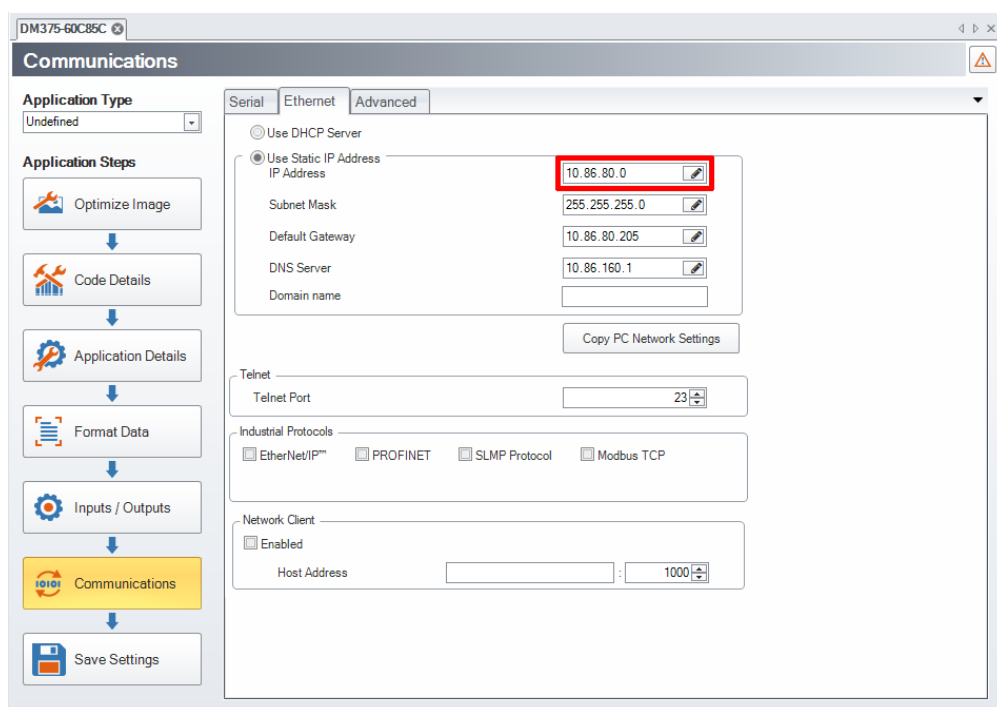 DM375-60C85C
Communications
Application Type
Undefined
Application Steps
Optimize Image
Code Details
Application Details
Format Data
Inputs / Outputs
Communications
Save Settings
Serial Ethernet Advanced
Use DHCP Server
Use Static IP Address
IP Address 10.86.80.0
Subnet Mask 255.255.255.0
Default Gateway 10.86.80.205
DNS Server 10.86.160.1
Domain name
Copy PC Network Settings
Telnet
Telnet Port 23
Industrial Protocols
EtherNet/IP™ PROFINET SLMP Protocol Modbus TCP
Network Client
Enabled
Host Address : 1000